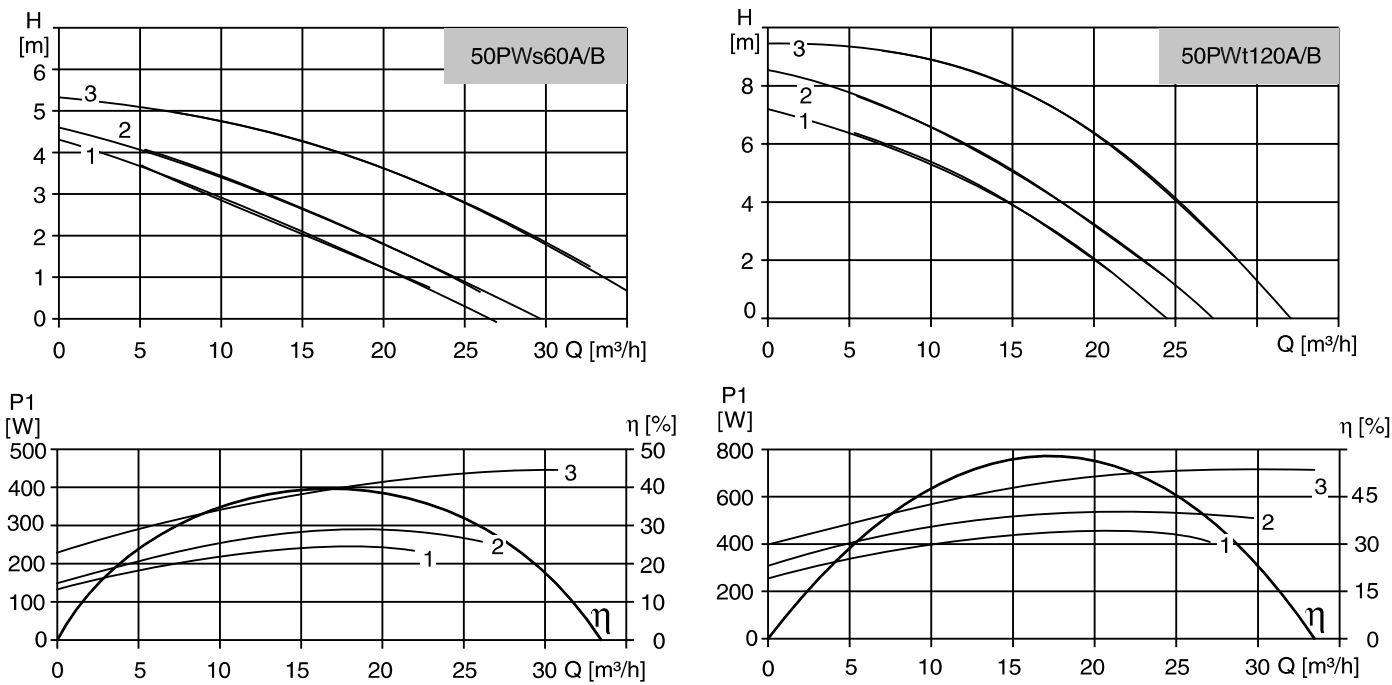 H
[m]
50PWs60A/B
6
5
4
3
2
1
0
3
2
1
0 5 10 15 20 25 30 Q [m³/h]
H
[m]
50PWt120A/B
8
6
4
2
0
3
2
1
0 5 10 15 20 25 Q [m³/h]
P1
[W]
η [%]
500 50
400 40
300 30
200 20
100 10
0 0
3
2
1
η
0 5 10 15 20 25 30 Q [m³/h]
P1
[W]
η [%]
800
600 45
400 30
200 15
0 0
3
2
1
η
0 5 10 15 20 25 30 Q [m³/h]